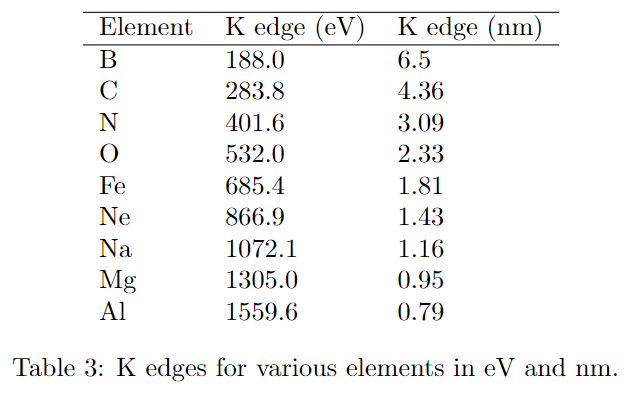 Element K edge (eV) K edge (nm)
B 188.0 6.5
C 283.8 4.36
N 401.6 3.09
O 532.0 2.33
Fe 685.4 1.81
Ne 866.9 1.43
Na 1072.1 1.16
Mg 1305.0 0.95
Al 1559.6 0.79
Table 3: K edges for various elements in eV and nm.